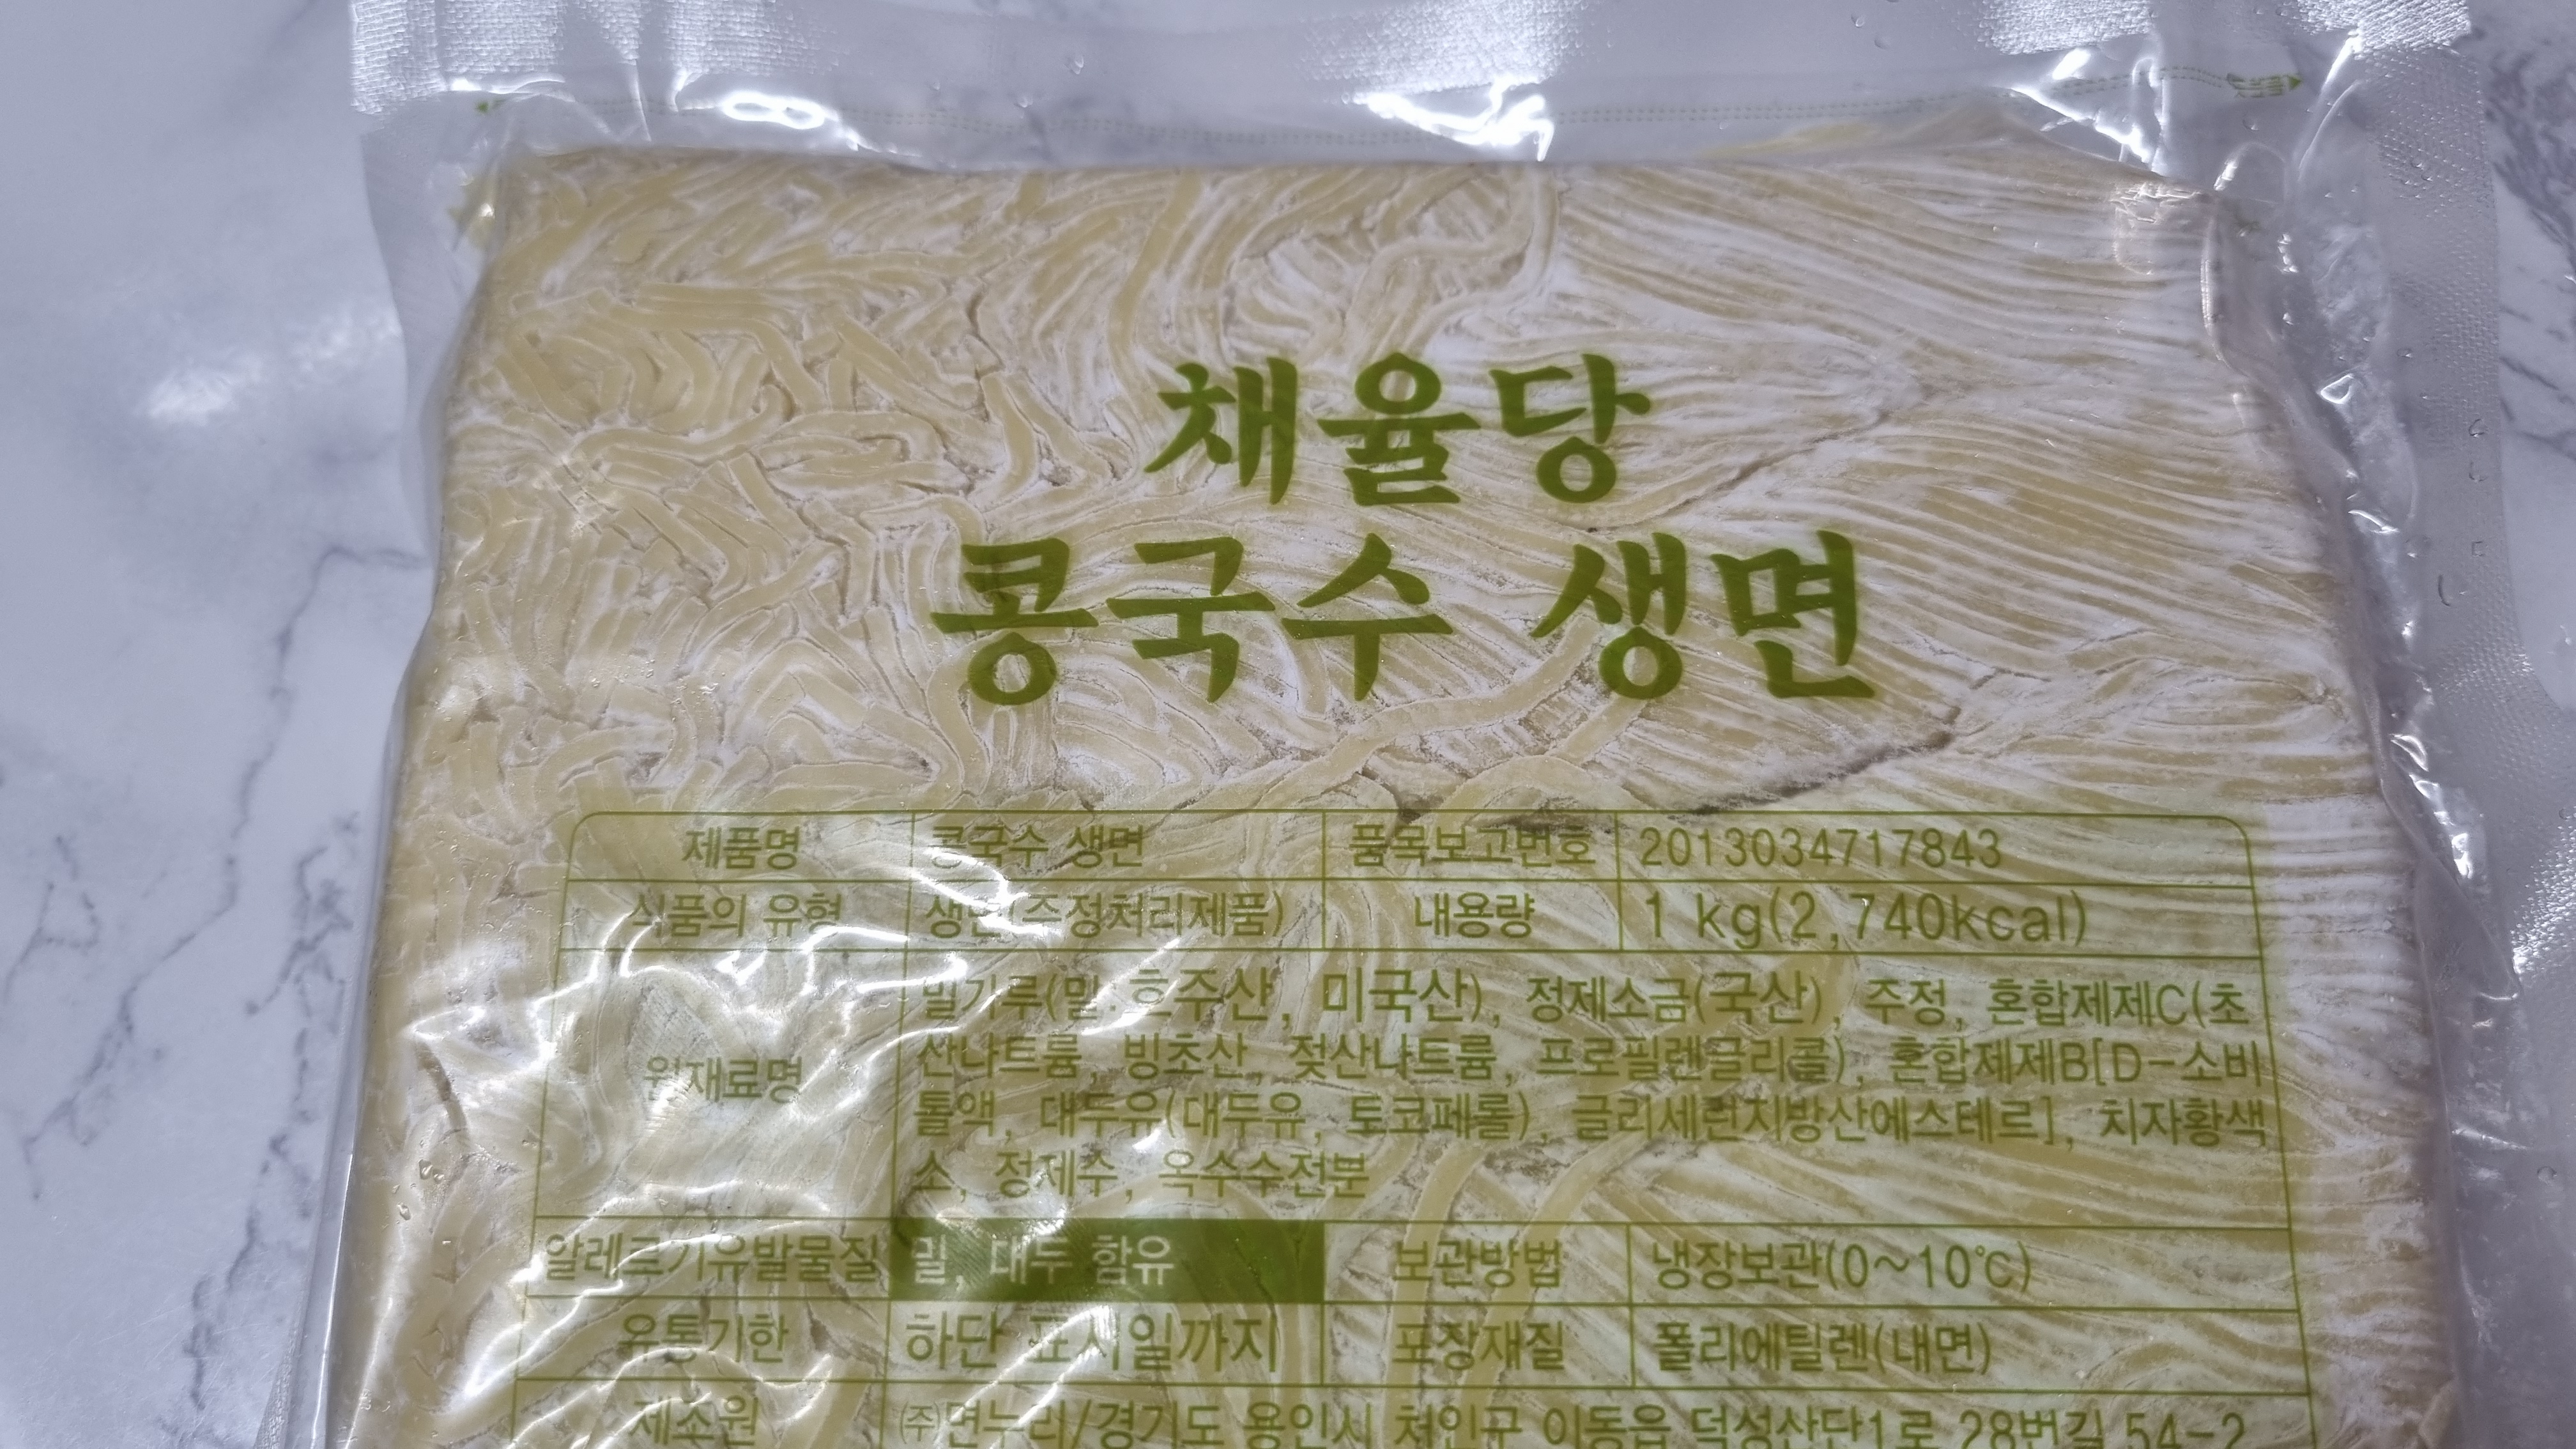 채율당
콩국수 생면
제품명 콩국수 생면 품목보고번호 2013034717843
식품의 유형 생면(주정처리제품) 내용량 1 kg(2,740kcal)
원재료명 밀가루(밀:호주산, 미국산), 정제소금(국산), 주정, 혼합제제C(초
산나트륨, 빙초산, 젖산나트륨, 프로필렌글리콜), 혼합제제B[D-소비
톨액, 대두유(대두유, 토코페롤), 글리세린지방산에스테르], 치자황색
소, 정제수, 옥수수전분
알레르기유발물질 밀, 대두 함유 보관방법 냉장보관(0~10℃)
유통기한 하단 표시일까지 포장재질 폴리에틸렌(내면)
제조원 ㈜면누리/경기도 용인시 처인구 이동읍 덕성산단1로 28번길 54-2